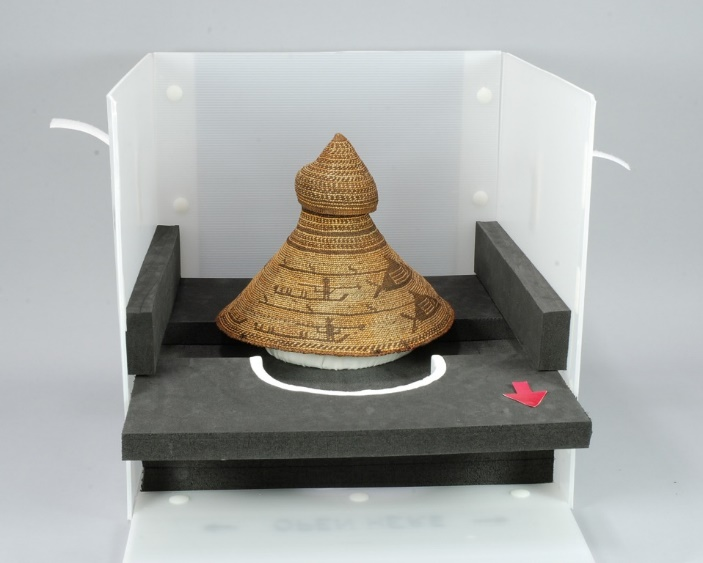 ← OPEN HERE →